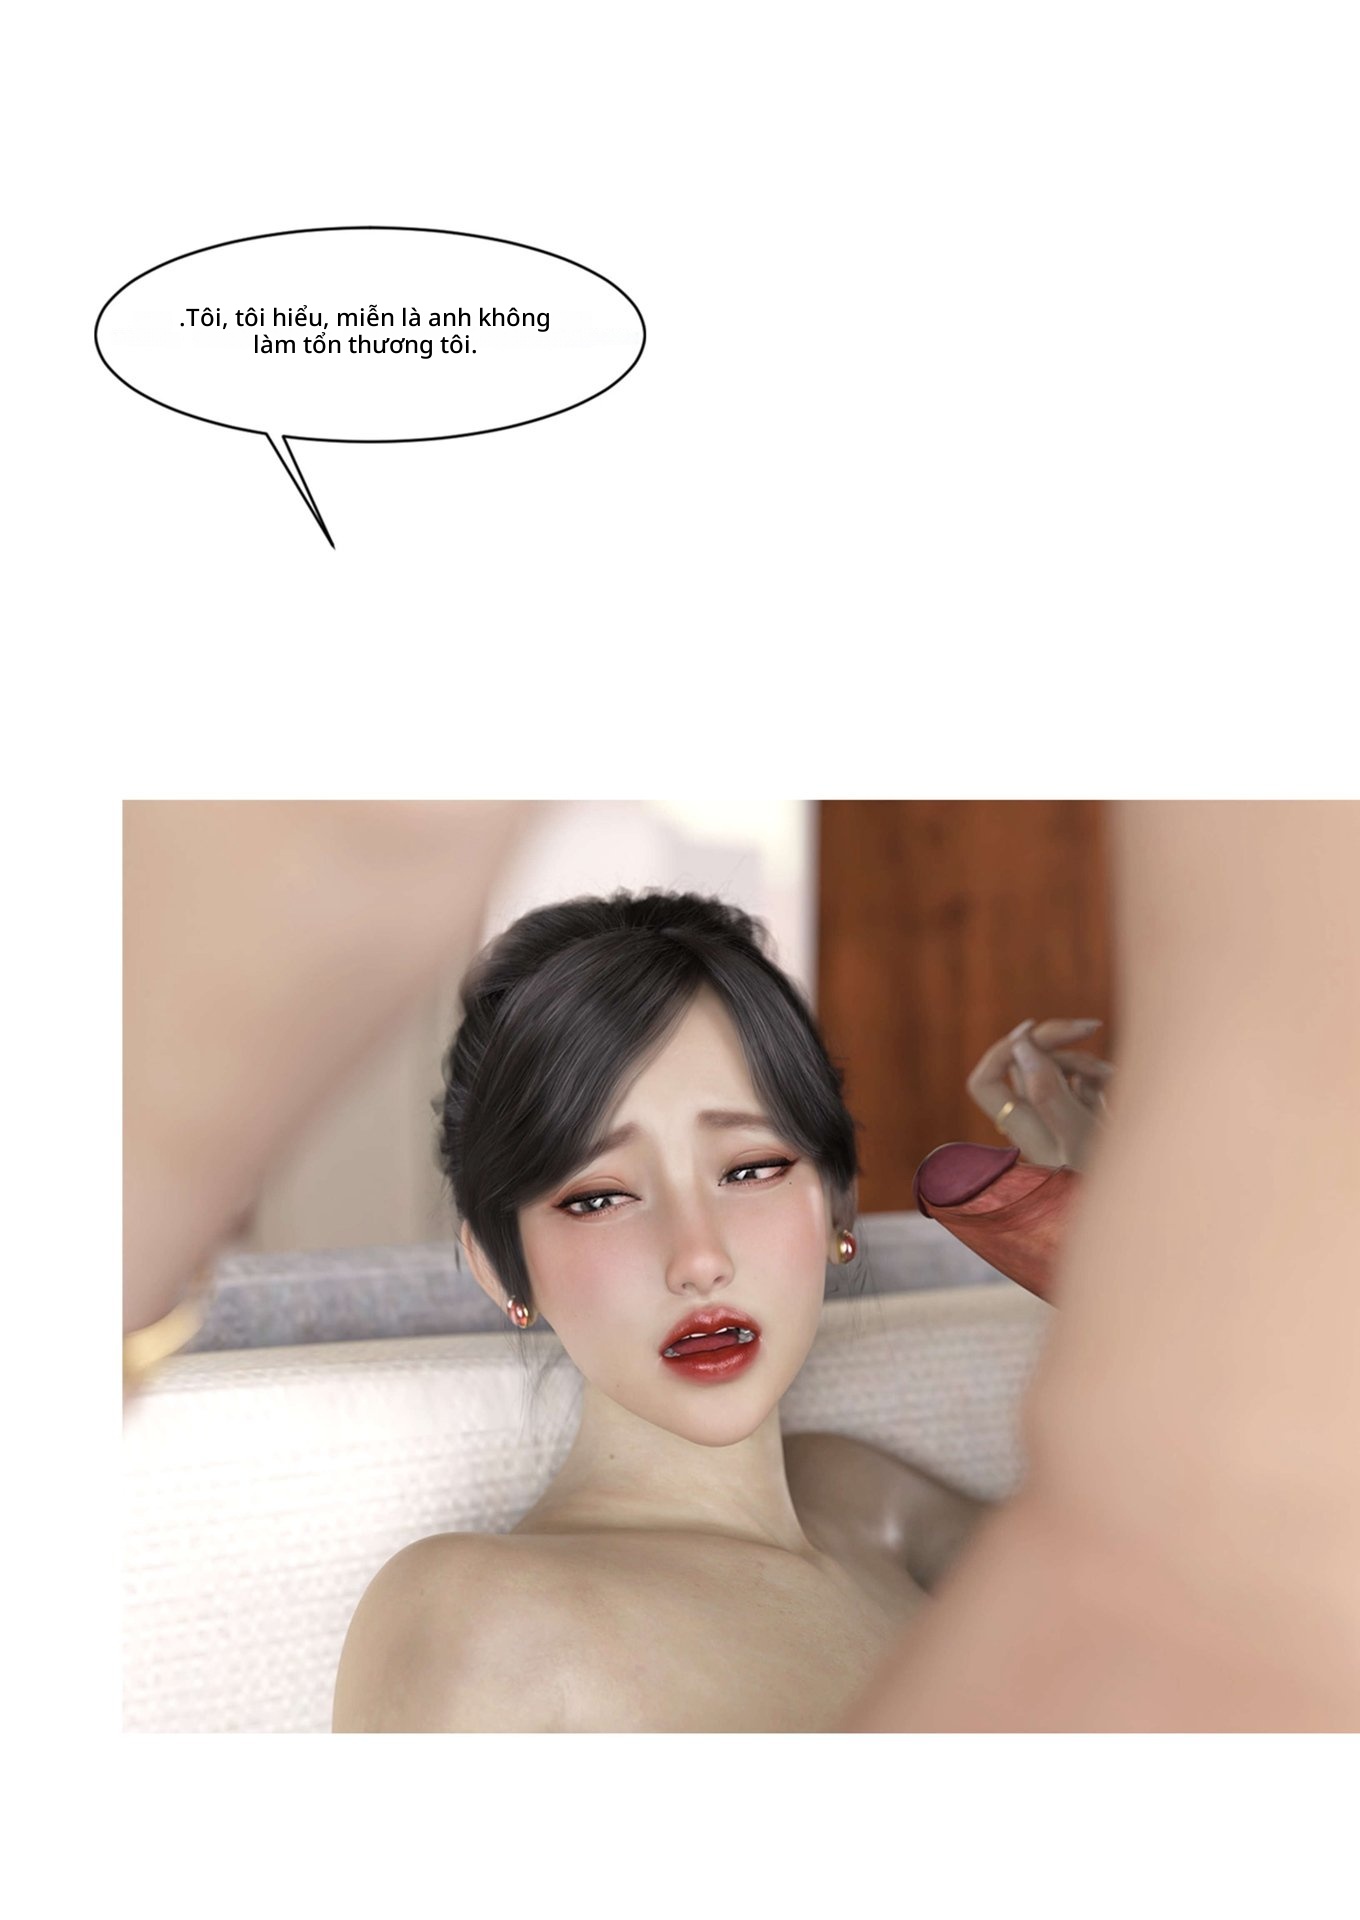 .Tôi, tôi hiểu, miễn là anh không
làm tổn thương tôi.